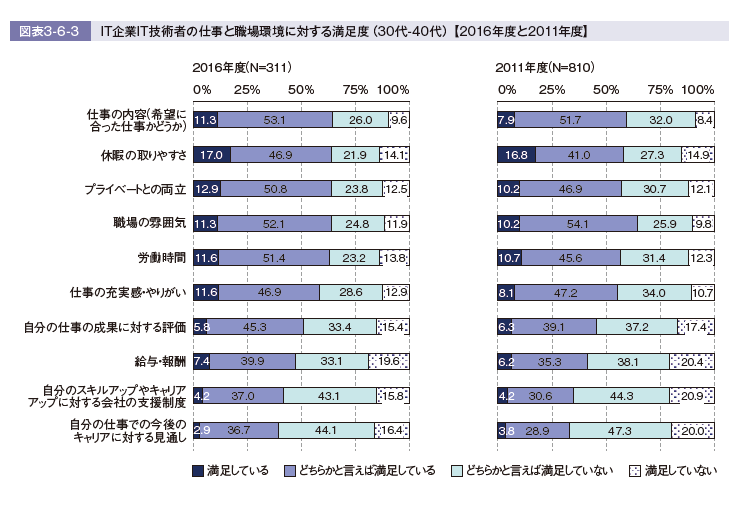 図表3-6-3 IT企業IT技術者の仕事と職場環境に対する満足度（30代-40代）【2016年度と2011年度】
2016年度(N=311) 2011年度(N=810)
0% 25% 50% 75% 100% 0% 25% 50% 75% 100%
仕事の内容(希望に
合った仕事かどうか) 11.3 53.1 26.0 9.6 7.9 51.7 32.0 8.4
休暇の取りやすさ 17.0 46.9 21.9 14.1 16.8 41.0 27.3 14.9
プライベートとの両立 12.9 50.8 23.8 12.5 10.2 46.9 30.7 12.1
職場の雰囲気 11.3 52.1 24.8 11.9 10.2 54.1 25.9 9.8
労働時間 11.6 51.4 23.2 13.8 10.7 45.6 31.4 12.3
仕事の充実感・やりがい 11.6 46.9 28.6 12.9 8.1 47.2 34.0 10.7
自分の仕事の成果に対する評価 5.8 45.3 33.4 15.4 6.3 39.1 37.2 17.4
給与・報酬 7.4 39.9 33.1 19.6 6.2 35.3 38.1 20.4
自分のスキルアップやキャリア
アップに対する会社の支援制度 4.2 37.0 43.1 15.8 4.2 30.6 44.3 20.9
自分の仕事での今後の
キャリアに対する見通し 2.9 36.7 44.1 16.4 3.8 28.9 47.3 20.0
満足している どちらかと言えば満足している どちらかと言えば満足していない 満足していない